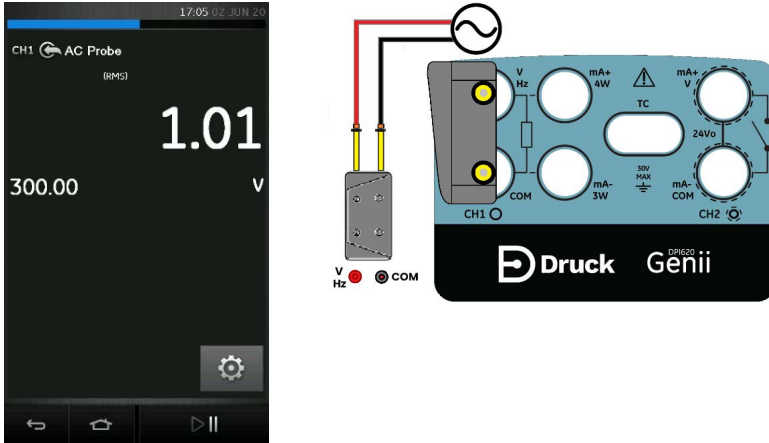 17:05 02 JUN 20
CH1 AC Probe
(RMS)
1.01
300.00 V
V
Hz
COM
V
Hz
mA+
4W
mA+
V
TC
24Vo
30V
MAX
COM
mA-
3W
mA-
COM
CH1
CH2
Druck
DPI620
Genii